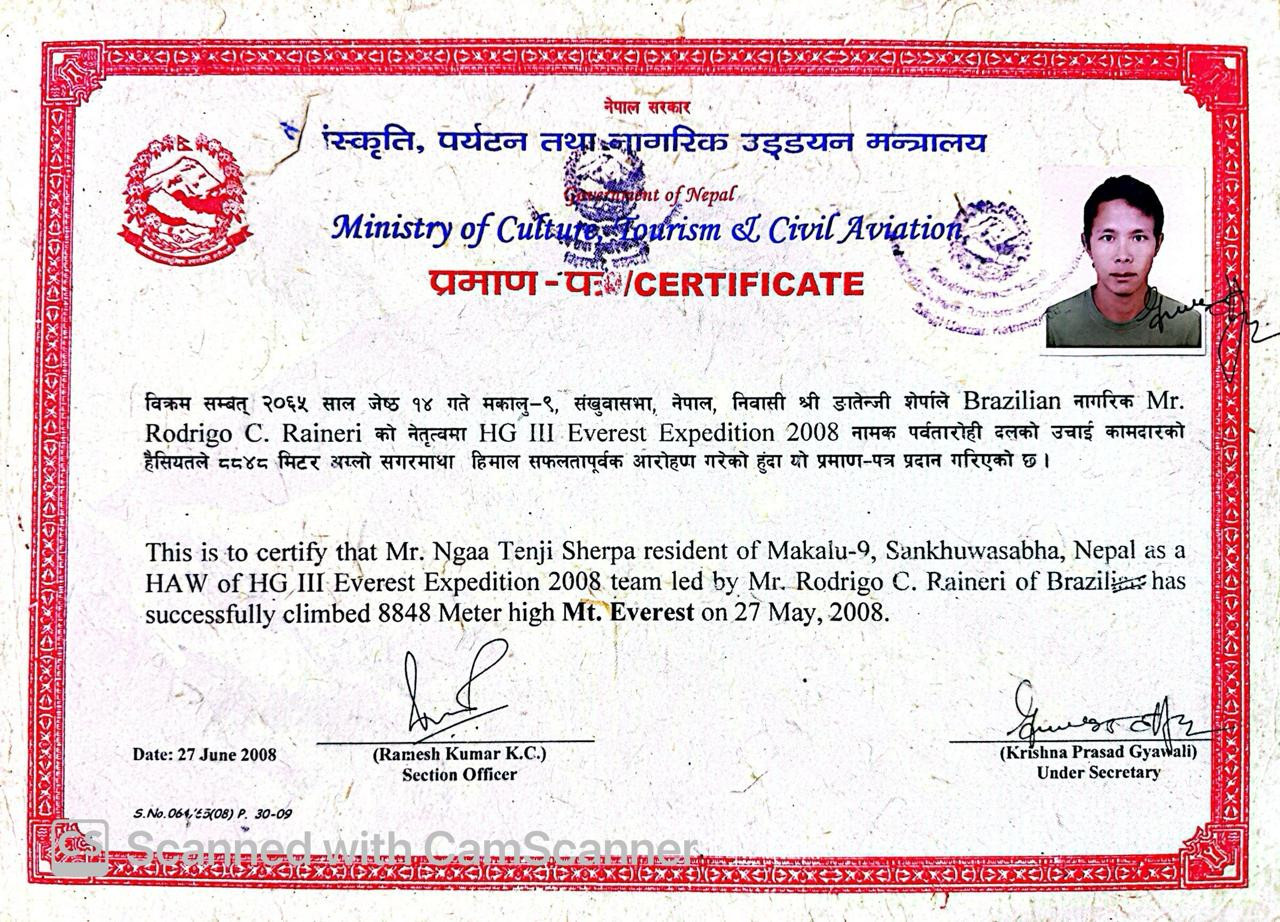 नेपाल सरकार
ंस्कृति, पर्यटन तथा नागरिक उड्डयन मन्त्रालय
Government of Nepal
Ministry of Culture, Tourism & Civil Aviation
प्रमाण-पत्र/CERTIFICATE
विक्रम सम्बत् २०६५ साल जेष्ठ १४ गते मकालु-९, संखुवासभा, नेपाल, निवासी श्री ङातेन्जी शेर्पाले Brazilian नागरिक Mr.
Rodrigo C. Raineri को नेतृत्वमा HG III Everest Expedition 2008 नामक पर्वतारोही दलको उचाई कामदारको
हैसियतले ८८४८ मिटर अग्लो सगरमाथा हिमाल सफलतापूर्वक आरोहण गरेको हुंदा यो प्रमाण-पत्र प्रदान गरिएको छ।
This is to certify that Mr. Ngaa Tenji Sherpa resident of Makalu-9, Sankhuwasabha, Nepal as a
HAW of HG III Everest Expedition 2008 team led by Mr. Rodrigo C. Raineri of Brazilian has
successfully climbed 8848 Meter high Mt. Everest on 27 May, 2008.
Date: 27 June 2008
(Ramesh Kumar K.C.)
Section Officer
(Krishna Prasad Gyawali)
Under Secretary
P. 30-09
CS Scanned with CamScanner